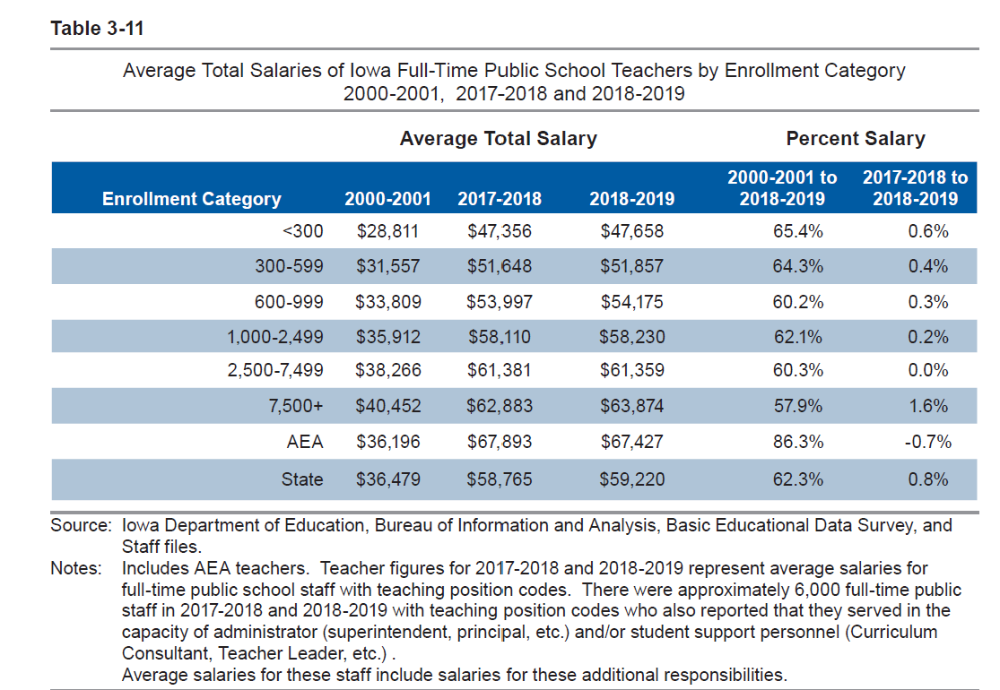 Table 3-11
Average Total Salaries of Iowa Full-Time Public School Teachers by Enrollment Category
2000-2001,  2017-2018 and 2018-2019
Average Total Salary Percent Salary
2000-2001 to 2017-2018 to
Enrollment Category 2000-2001 2017-2018 2018-2019 2018-2019 2018-2019
<300 $28,811 $47,356 $47,658 65.4% 0.6%
300-599 $31,557 $51,648 $51,857 64.3% 0.4%
600-999 $33,809 $53,997 $54,175 60.2% 0.3%
1,000-2,499 $35,912 $58,110 $58,230 62.1% 0.2%
2,500-7,499 $38,266 $61,381 $61,359 60.3% 0.0%
7,500+ $40,452 $62,883 $63,874 57.9% 1.6%
AEA $36,196 $67,893 $67,427 86.3% -0.7%
State $36,479 $58,765 $59,220 62.3% 0.8%
Source: Iowa Department of Education, Bureau of Information and Analysis, Basic Educational Data Survey, and
Staff files.
Notes: Includes AEA teachers.  Teacher figures for 2017-2018 and 2018-2019 represent average salaries for
full-time public school staff with teaching position codes.  There were approximately 6,000 full-time public
staff in 2017-2018 and 2018-2019 with teaching position codes who also reported that they served in the
capacity of administrator (superintendent, principal, etc.) and/or student support personnel (Curriculum
Consultant, Teacher Leader, etc.) .
Average salaries for these staff include salaries for these additional responsibilities.